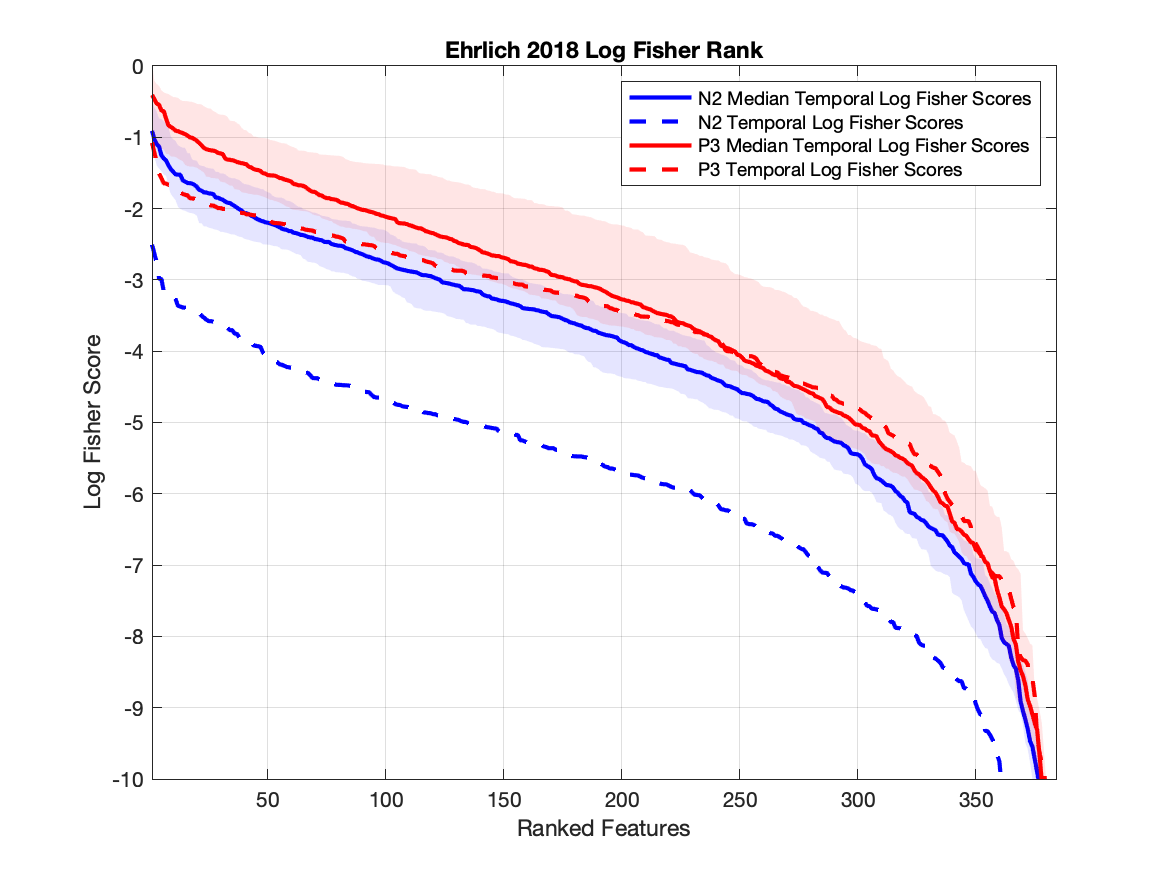 Ehrlich 2018 Log Fisher Rank
N2 Median Temporal Log Fisher Scores
N2 Temporal Log Fisher Scores
P3 Median Temporal Log Fisher Scores
P3 Temporal Log Fisher Scores
Log Fisher Score
0
-1
-2
-3
-4
-5
-6
-7
-8
-9
-10
50 100 150 200 250 300 350
Ranked Features